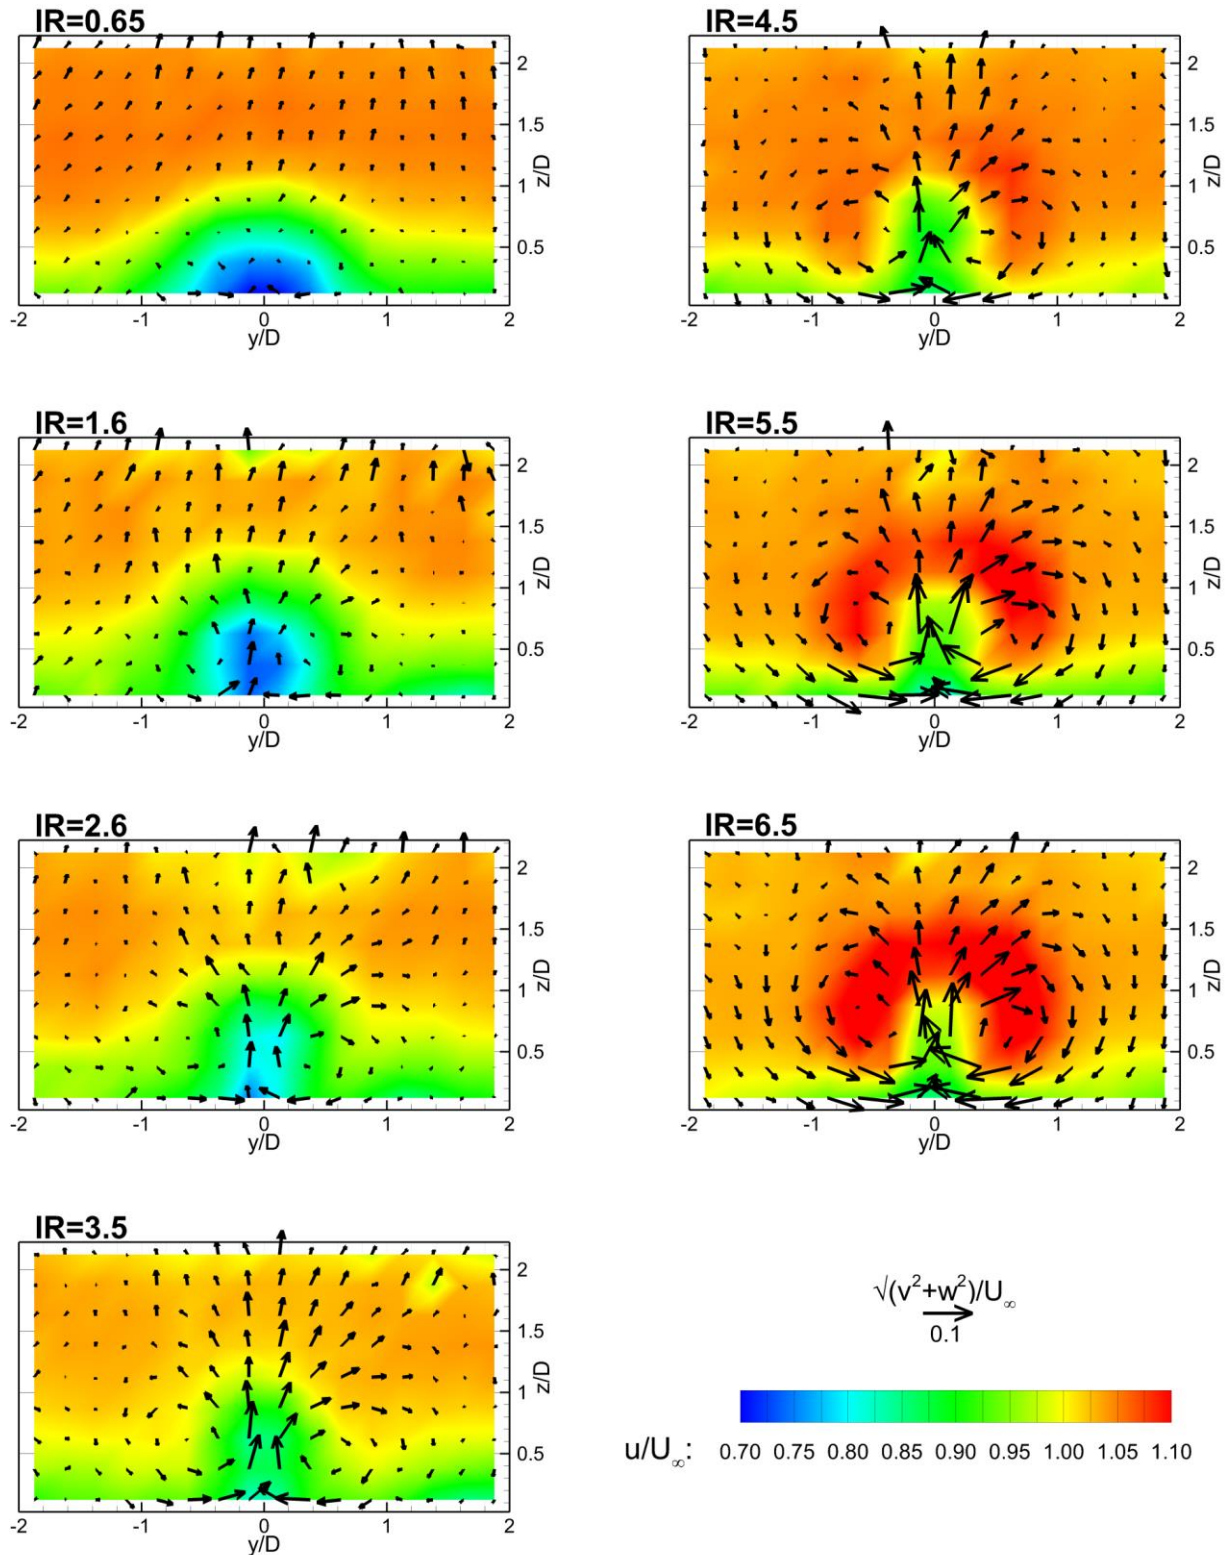 IR=0.65
2
1.5
1
0.5
z/D
-2 -1 0 1 2
y/D
IR=1.6
2
1.5
1
0.5
z/D
-2 -1 0 1 2
y/D
IR=2.6
2
1.5
1
0.5
z/D
-2 -1 0 1 2
y/D
IR=3.5
2
1.5
1
0.5
z/D
-2 -1 0 1 2
y/D
IR=4.5
2
1.5
1
0.5
z/D
-2 -1 0 1 2
y/D
IR=5.5
2
1.5
1
0.5
z/D
-2 -1 0 1 2
y/D
IR=6.5
2
1.5
1
0.5
z/D
-2 -1 0 1 2
y/D
√(v²+w²)/U∞
0.1
u/U∞: 0.70 0.75 0.80 0.85 0.90 0.95 1.00 1.05 1.10